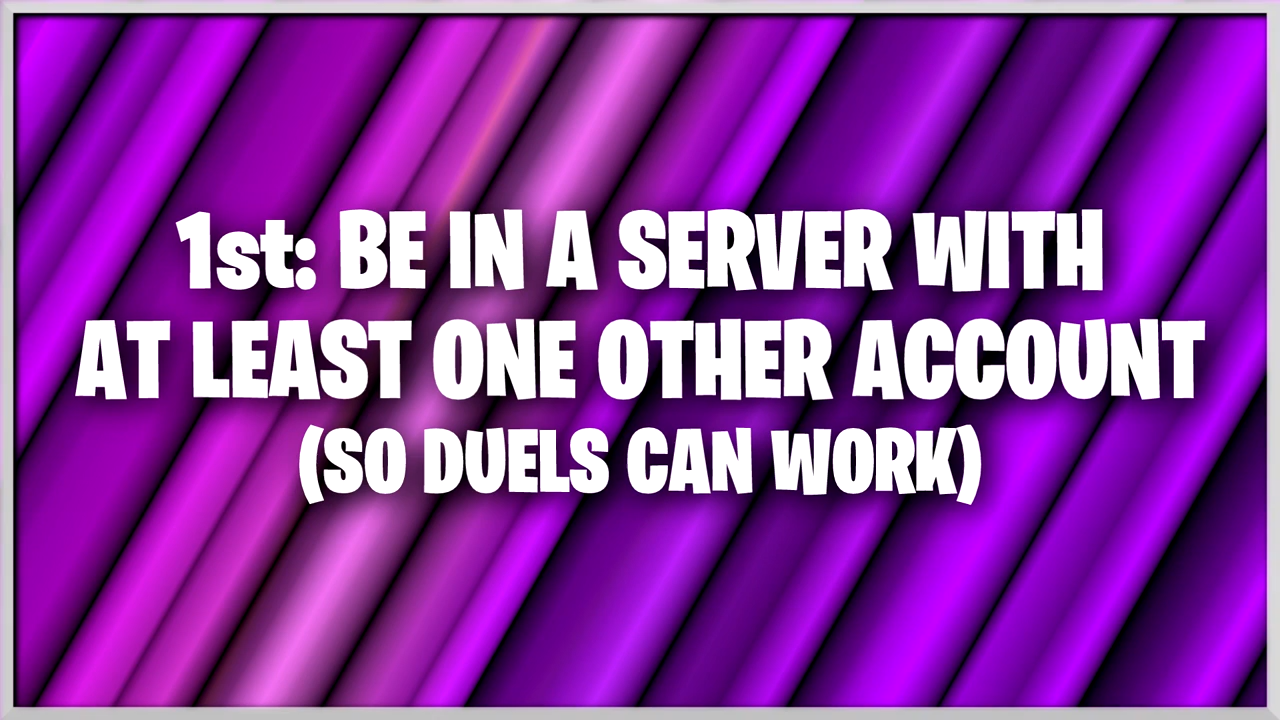 1st: BE IN A SERVER WITH
AT LEAST ONE OTHER ACCOUNT
(SO DUELS CAN WORK)